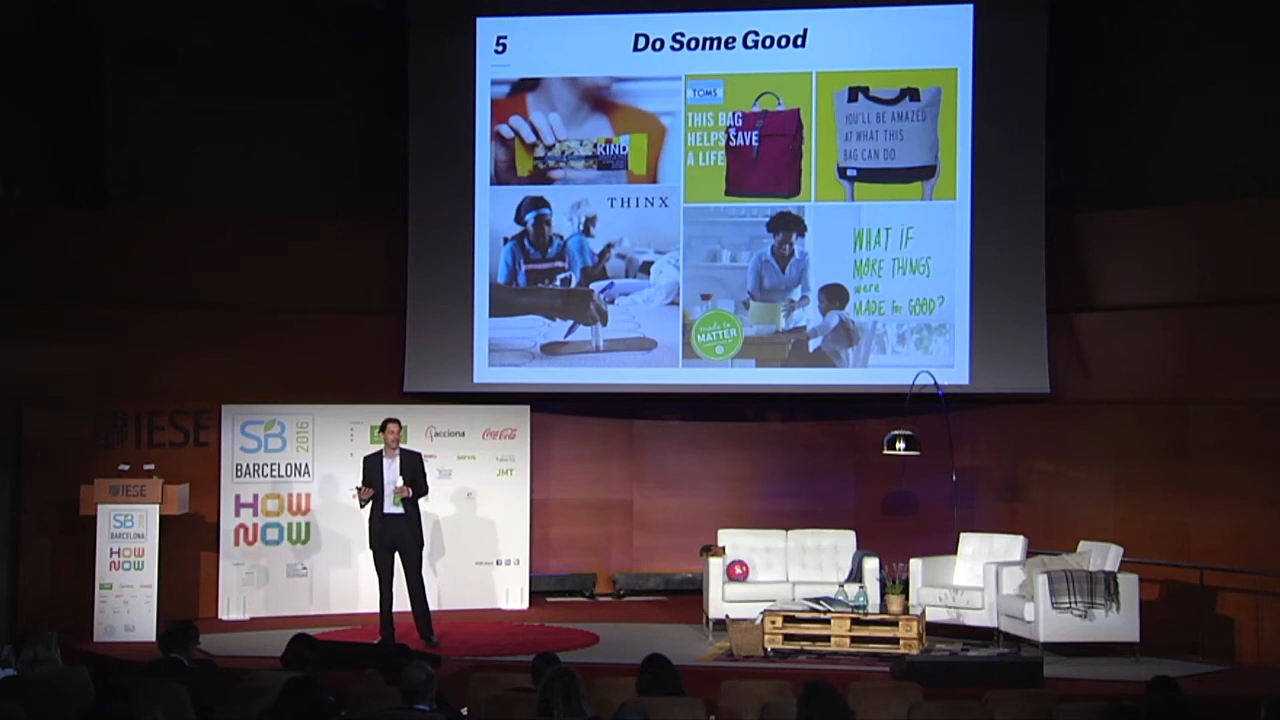 5
Do Some Good
KIND
TOMS
THIS BAG
HELPS SAVE
A LIFE
YOU'LL BE AMAZED
AT WHAT THIS
BAG CAN DO
THINX
WHAT iF
MORE THINGS
were
MADE for GOOD?
made to
MATTER
IESE
SB
2016
BARCELONA
HOW
NOW
acciona
Coca-Cola
JMT
IESE
SB
BARCELONA
HOW
NOW